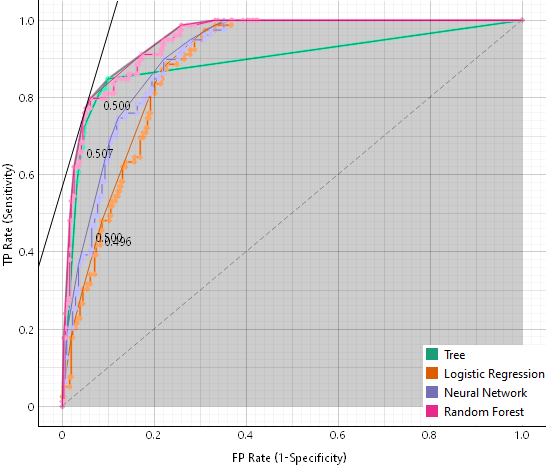 1.0
0.8
0.6
0.4
0.2
0
TP Rate (Sensitivity)
0.500
0.507
0.500
0.496
Tree
Logistic Regression
Neural Network
Random Forest
0 0.2 0.4 0.6 0.8 1.0
FP Rate (1-Specificity)